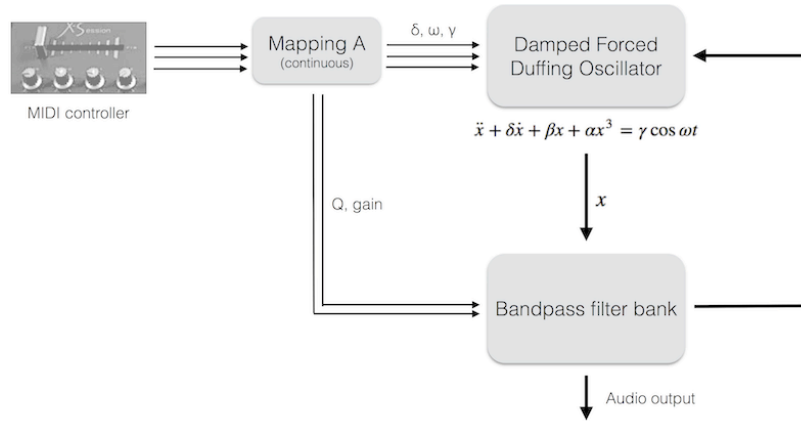 XSession
MIDI controller
Mapping A
(continuous)
δ, ω, γ
Damped Forced
Duffing Oscillator
ẍ + δẋ + βx + αx³ = γ cos ωt
x
Q, gain
Bandpass filter bank
Audio output